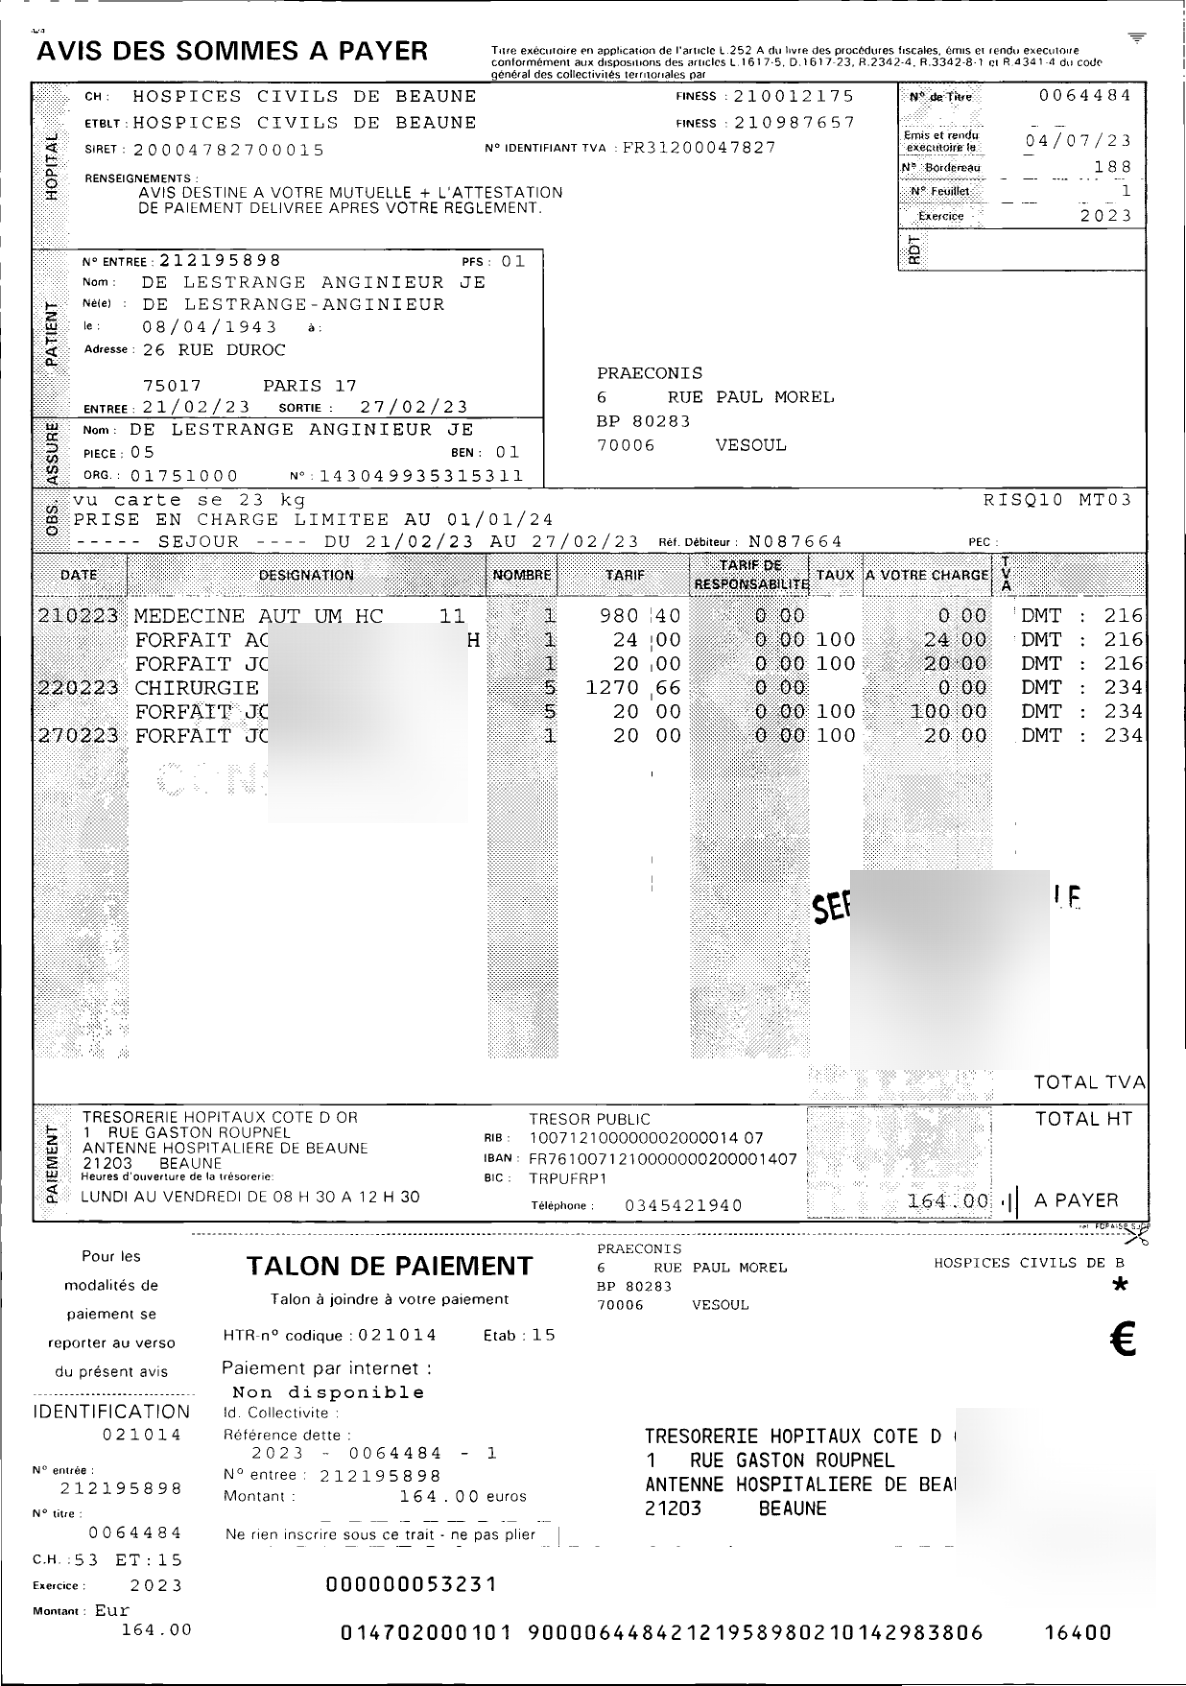 AVIS DES SOMMES A PAYER
Titre exécutoire en application de l'article L.252 A du livre des procédures fiscales, émis et rendu executoire
conformément aux dispositions des articles L.1617-5, D.1617-23, R.2342-4, R.3342-8-1 et R.4341-4 du code
général des collectivités territoriales par
HOPITAL
CH : HOSPICES CIVILS DE BEAUNE FINESS : 210012175
ETBLT : HOSPICES CIVILS DE BEAUNE FINESS : 210987657
SIRET : 20004782700015 N° IDENTIFIANT TVA : FR31200047827
RENSEIGNEMENTS :
AVIS DESTINE A VOTRE MUTUELLE + L'ATTESTATION
DE PAIEMENT DELIVREE APRES VOTRE REGLEMENT.
N° de Titre 0064484
Emis et rendu
exécutoire le 04/07/23
N° Bordereau 188
N° Feuillet 1
Exercice 2023
RDT
PATIENT
N° ENTREE : 212195898 PFS : 01
Nom : DE LESTRANGE ANGINIEUR JE
Né(e) : DE LESTRANGE-ANGINIEUR
le : 08/04/1943 à :
Adresse : 26 RUE DUROC
75017 PARIS 17
ENTREE : 21/02/23 SORTIE : 27/02/23
PRAECONIS
6 RUE PAUL MOREL
BP 80283
70006 VESOUL
ASSURE
Nom : DE LESTRANGE ANGINIEUR JE
PIECE : 05 BEN : 01
ORG. : 01751000 N° : 143049935315311
OBS.
vu carte se 23 kg RISQ10 MT03
PRISE EN CHARGE LIMITEE AU 01/01/24
----- SEJOUR ---- DU 21/02/23 AU 27/02/23 Réf. Débiteur : N087664 PEC :
DATE DESIGNATION NOMBRE TARIF TARIF DE RESPONSABILITE TAUX A VOTRE CHARGE TVA
210223 MEDECINE AUT UM HC 11 1 980 40 0 00 0 00 DMT : 216
FORFAIT AC H 1 24 00 0 00 100 24 00 DMT : 216
FORFAIT JO 1 20 00 0 00 100 20 00 DMT : 216
220223 CHIRURGIE 5 1270 66 0 00 0 00 DMT : 234
FORFAIT JO 5 20 00 0 00 100 100 00 DMT : 234
270223 FORFAIT JO 1 20 00 0 00 100 20 00 DMT : 234
TOTAL TVA
PAIEMENT
TRESORERIE HOPITAUX COTE D OR
1 RUE GASTON ROUPNEL
ANTENNE HOSPITALIERE DE BEAUNE
21203 BEAUNE
Heures d'ouverture de la trésorerie:
LUNDI AU VENDREDI DE 08 H 30 A 12 H 30
TRESOR PUBLIC
RIB : 10071210000000200001​4 07
IBAN : FR7610071210000000200001407
BIC : TRPUFRP1
Téléphone : 0345421940
TOTAL HT
164.00 A PAYER
Pour les
modalités de
paiement se
reporter au verso
du présent avis
TALON DE PAIEMENT
Talon à joindre à votre paiement
PRAECONIS
6 RUE PAUL MOREL
BP 80283
70006 VESOUL
HOSPICES CIVILS DE B
*
€
HTR-n° codique : 021014 Etab : 15
Paiement par internet :
Non disponible
Id. Collectivite :
Référence dette :
2023 - 0064484 - 1
N° entree : 212195898
Montant : 164.00 euros
Ne rien inscrire sous ce trait - ne pas plier
IDENTIFICATION
021014
N° entrée :
212195898
N° titre :
0064484
C.H. : 53 ET : 15
Exercice : 2023
Montant : Eur
164.00
TRESORERIE HOPITAUX COTE D
1 RUE GASTON ROUPNEL
ANTENNE HOSPITALIERE DE BEA
21203 BEAUNE
000000053231
014702000101 900006448421219589802101429​83806 16400